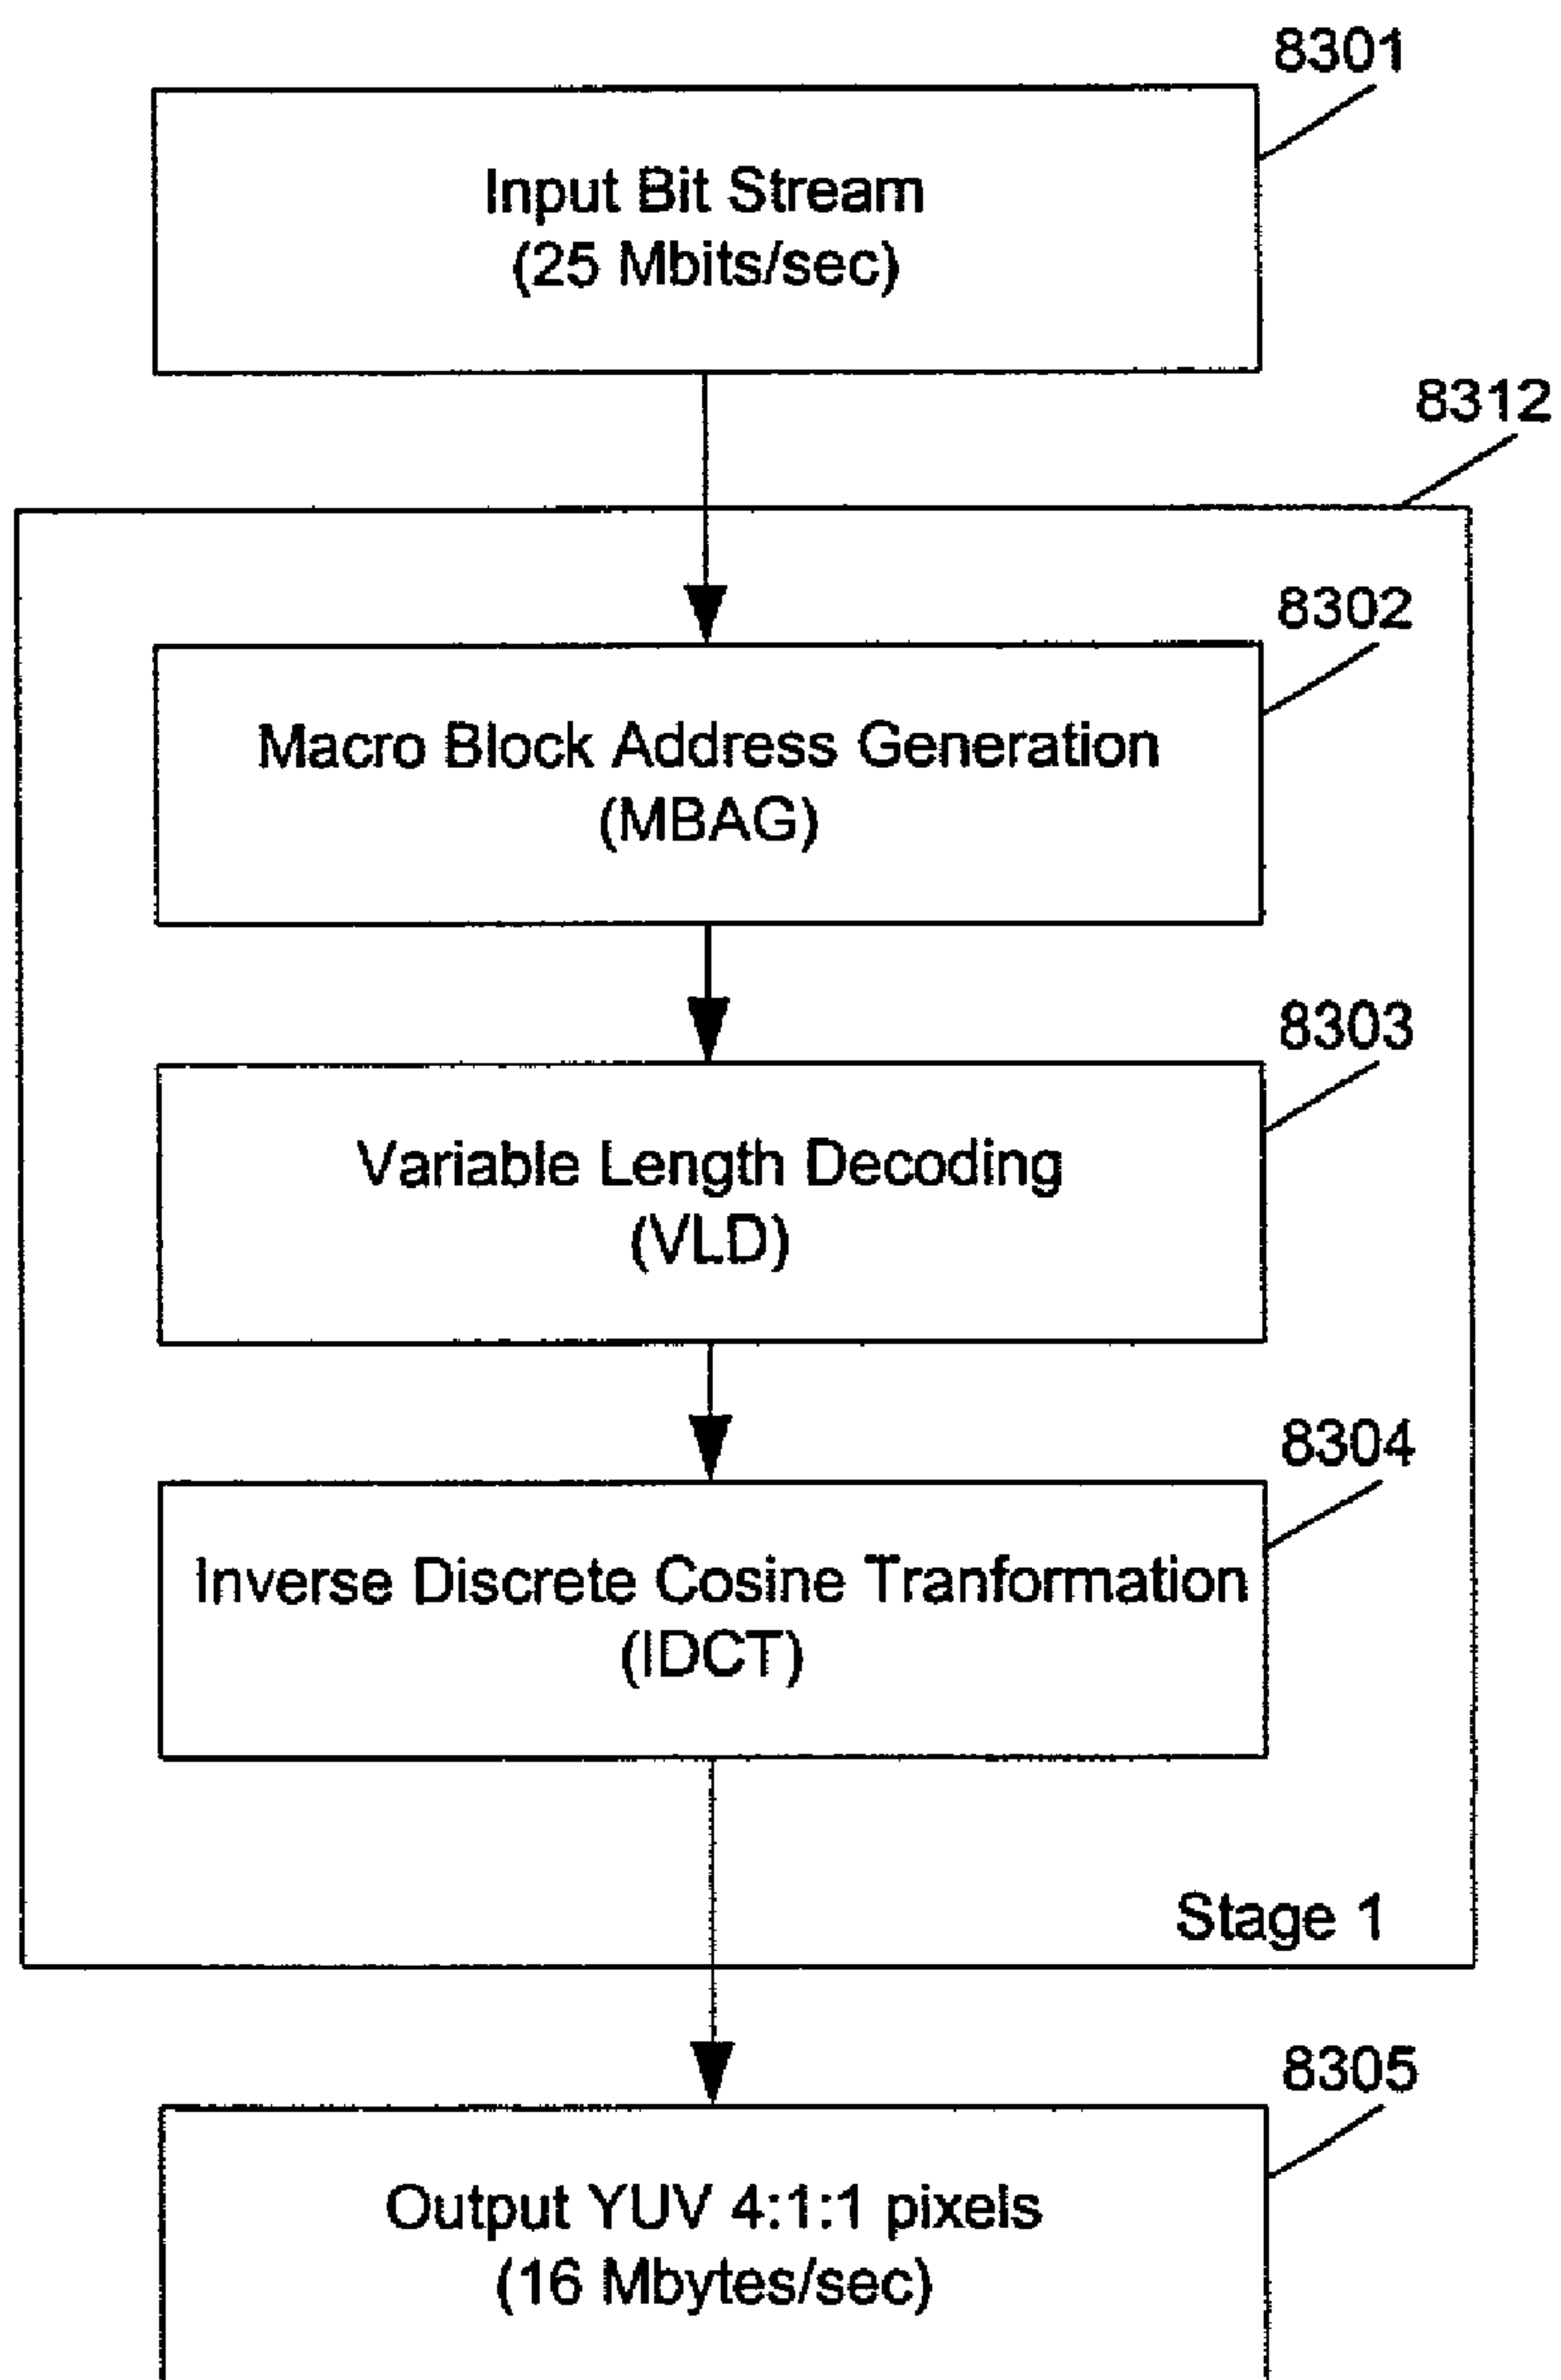 8301
Input Bit Stream
(25 Mbits/sec)
8312
8302
Macro Block Address Generation
(MBAG)
8303
Variable Length Decoding
(VLD)
8304
Inverse Discrete Cosine Tranformation
(IDCT)
Stage 1
8305
Output YUV 4:1:1 pixels
(16 Mbytes/sec)